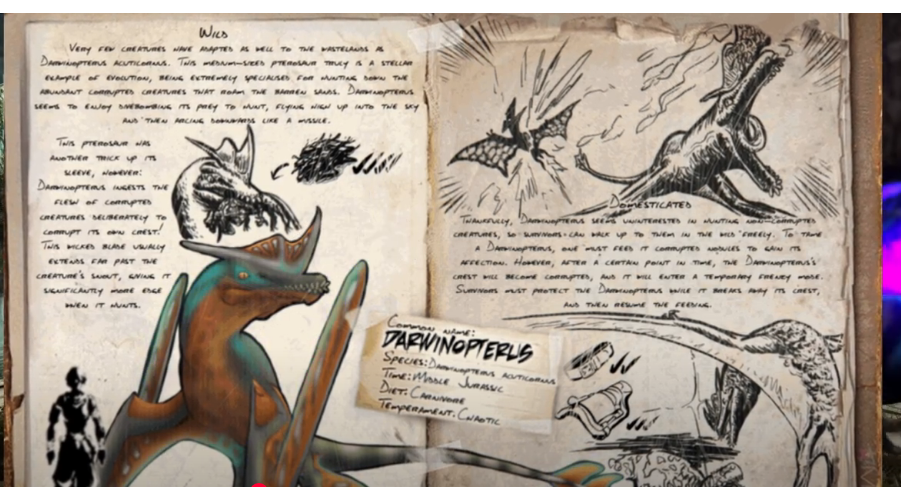 Wild
Very few creatures have adapted as well to the wastelands as
Darwinopterus acuticornus. This medium-sized pterosaur truly is a stellar
example of evolution, being extremely specialised for hunting down the
abundant corrupted creatures that roam the barren sands. Darwinopterus
seems to enjoy divebombing its prey to hunt, flying high up into the sky
and then arcing downwards like a missile.
This pterosaur has
another trick up its
sleeve, however:
Darwinopterus ingests the
flesh of corrupted
creatures deliberately to
corrupt its own crest!
This wicked blade usually
extends far past the
creature's snout, giving it
significantly more edge
when it hunts.
Domesticated
Thankfully, Darwinopterus seems uninterested in hunting non-corrupted
creatures, so survivors can walk up to them in the wild freely. To tame
a Darwinopterus, one must feed it corrupted nodules to gain its
affection. However, after a certain point in time, the Darwinopterus's
crest will become corrupted, and it will enter a temporary frenzy mode.
Survivors must protect the Darwinopterus while it breaks away its crest,
and then resume the feeding.
Common name:
Darwinopterus
Species: Darwinopterus acuticornus
Time: Middle Jurassic
Diet: Carnivore
Temperament: Chaotic